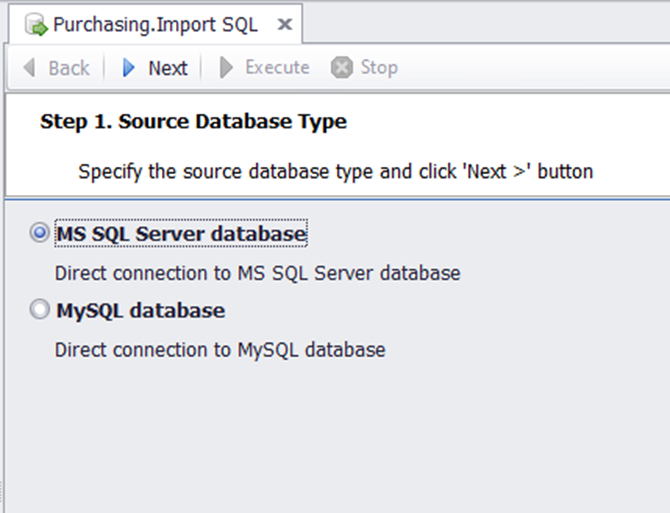 Purchasing.Import SQL
Back Next Execute Stop
Step 1. Source Database Type
Specify the source database type and click 'Next >' button
MS SQL Server database
Direct connection to MS SQL Server database
MySQL database
Direct connection to MySQL database